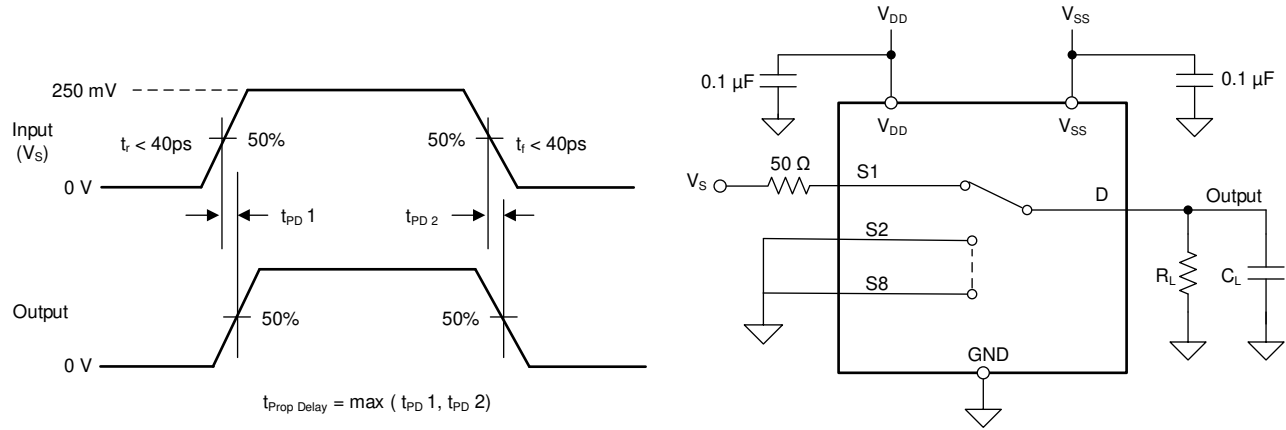 250 mV
Input
(V_S)
t_r < 40ps
50%
50%
t_f < 40ps
0 V
t_PD 1
t_PD 2
Output
50%
50%
0 V
t_Prop Delay = max ( t_PD 1, t_PD 2)
V_DD
V_SS
0.1 µF
0.1 µF
V_DD
V_SS
50 Ω
V_S
S1
D
Output
S2
S8
R_L
C_L
GND